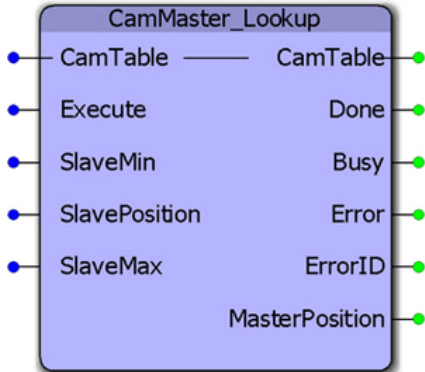 CamMaster_Lookup
CamTable CamTable
Execute Done
SlaveMin Busy
SlavePosition Error
SlaveMax ErrorID
MasterPosition